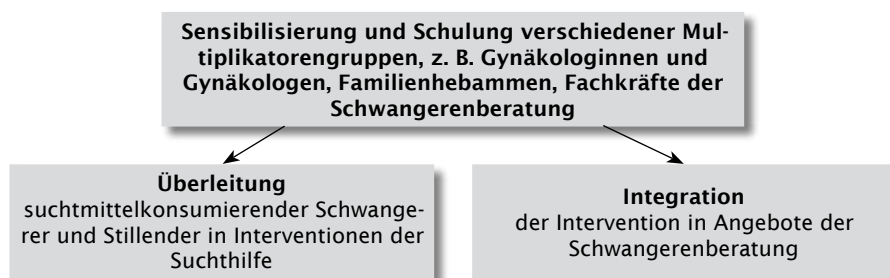 Sensibilisierung und Schulung verschiedener Mul-
tiplikatorengruppen, z. B. Gynäkologinnen und
Gynäkologen, Familienhebammen, Fachkräfte der
Schwangerenberatung
Überleitung
suchtmittelkonsumierender Schwange-
rer und Stillender in Interventionen der
Suchthilfe
Integration
der Intervention in Angebote der
Schwangerenberatung